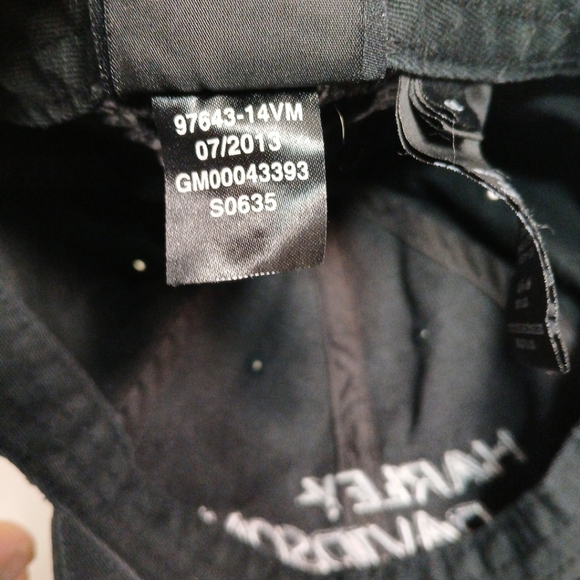 97643-14VM
07/2013
GM00043393
S0635
HARLEY
DAVIDSON